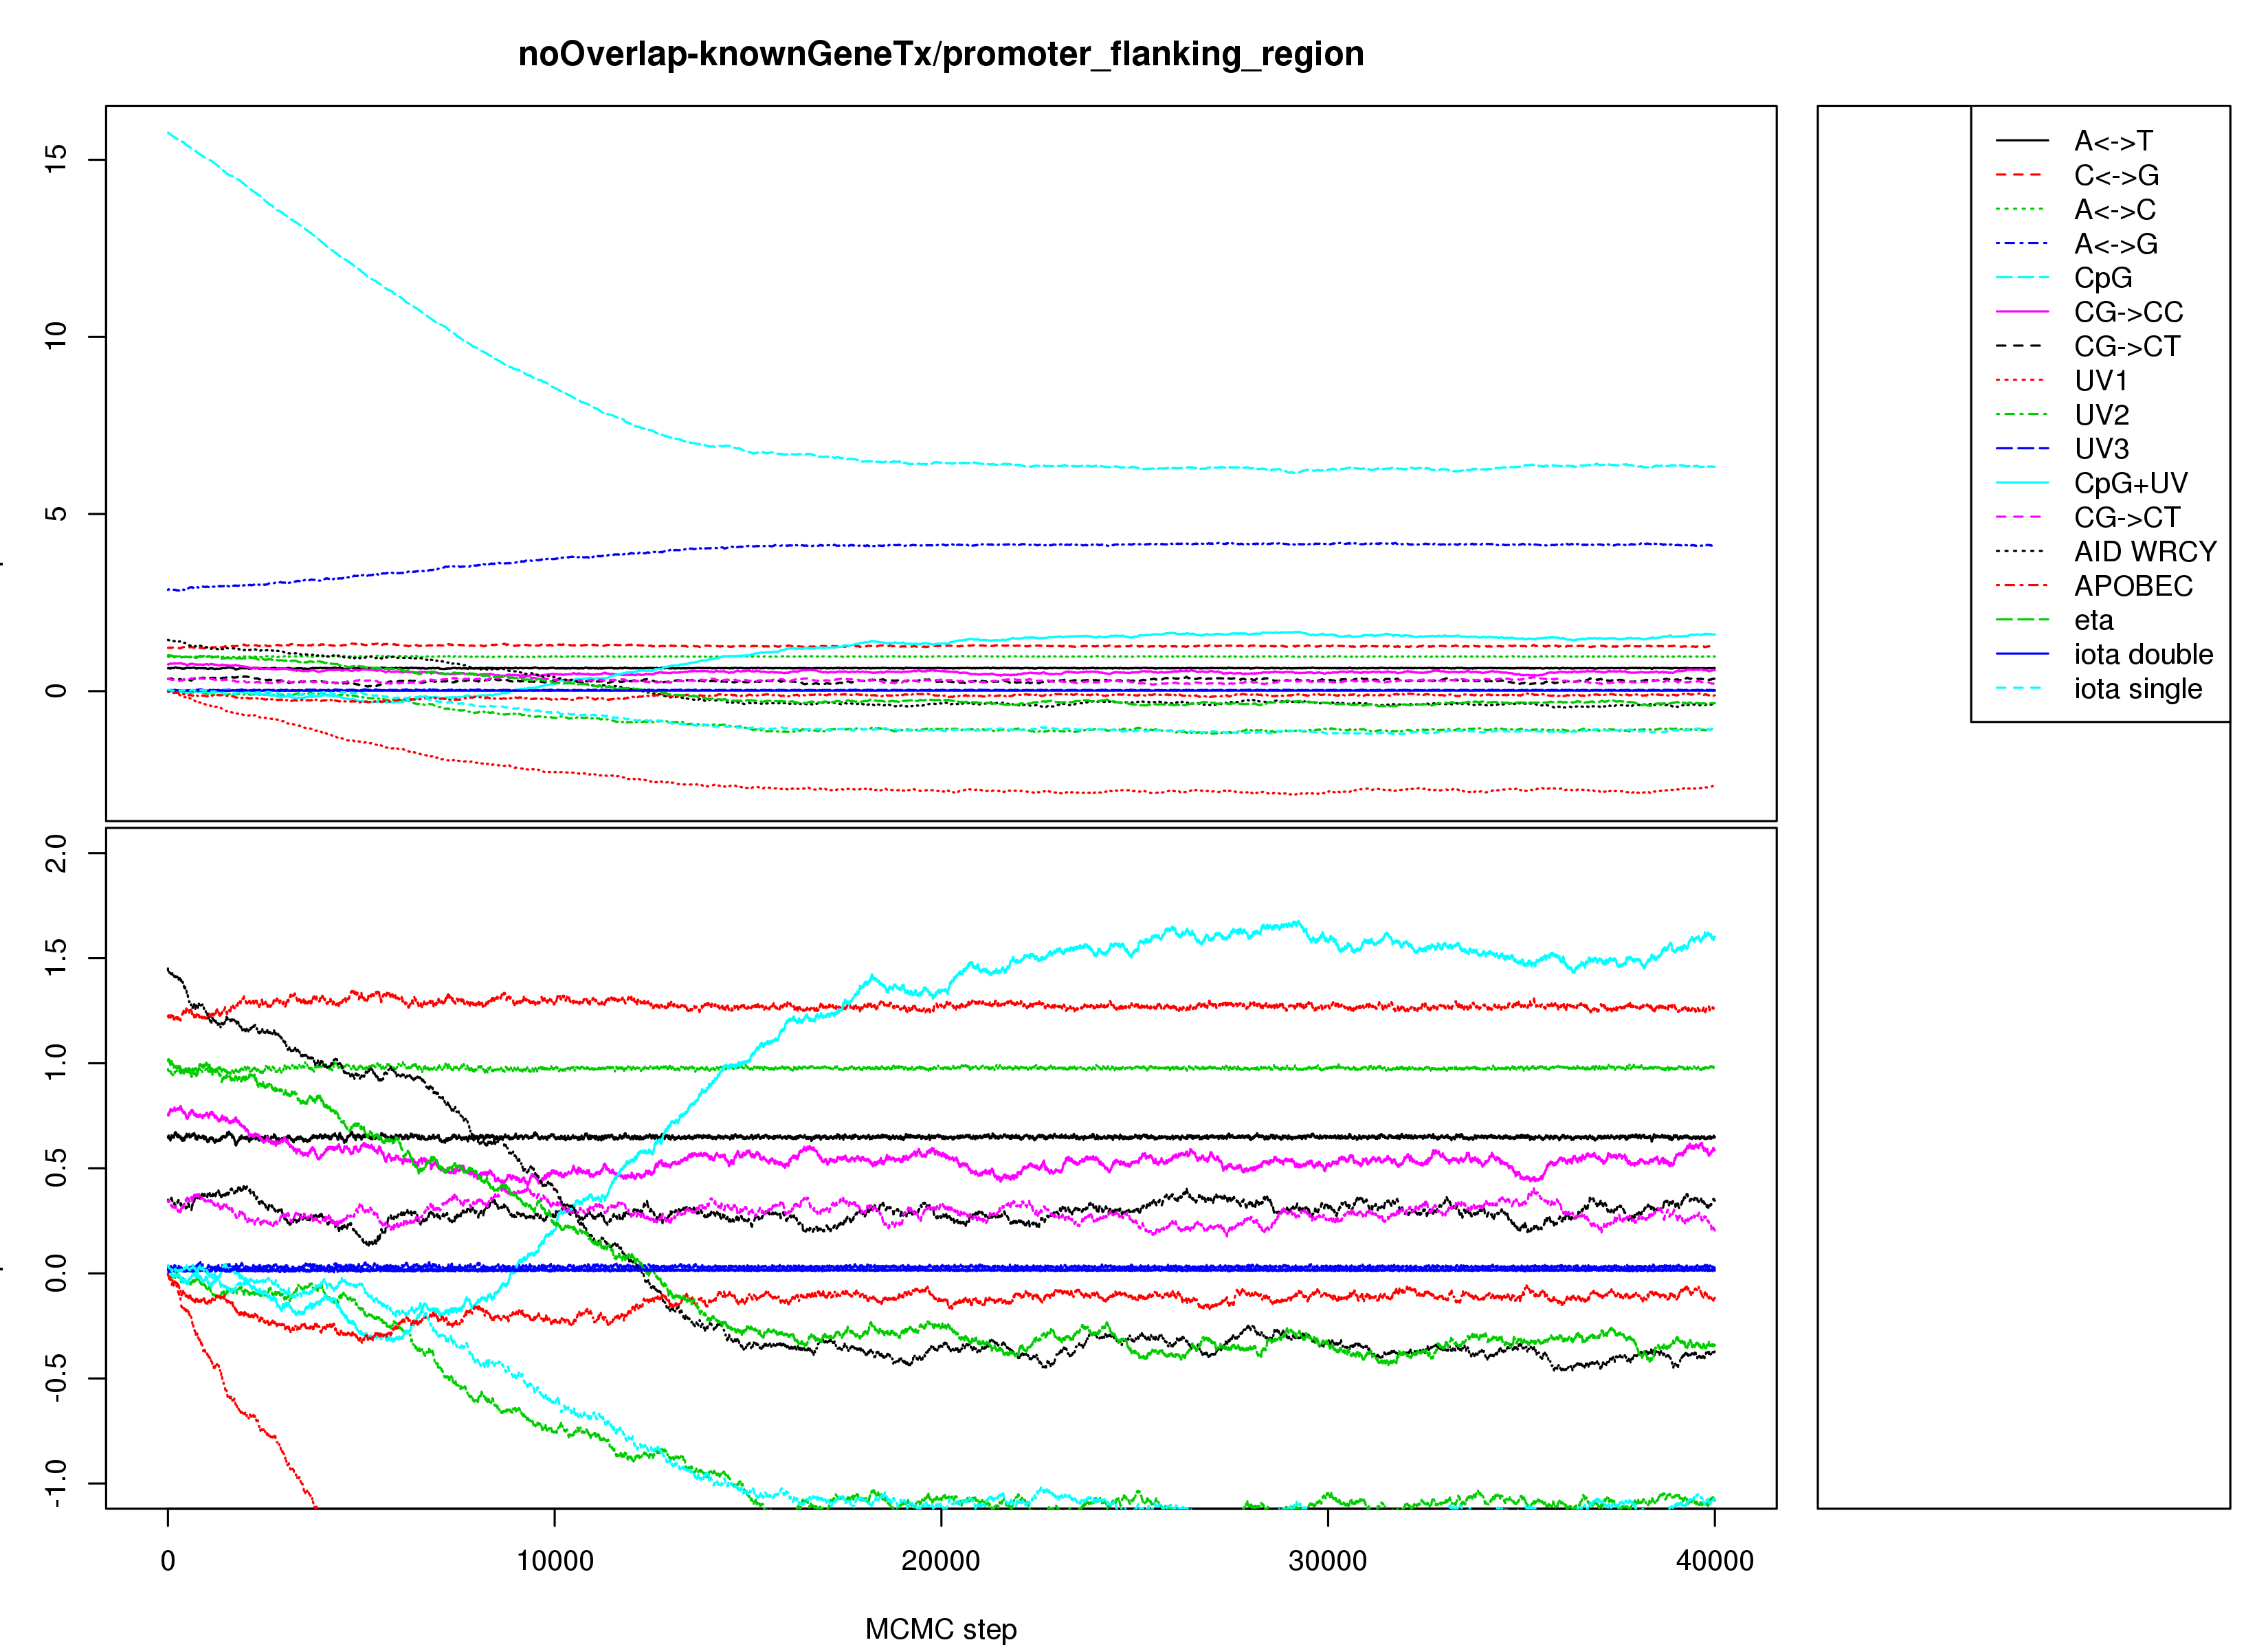 noOverlap-knownGeneTx/promoter_flanking_region
15
10
5
0
A<->T
C<->G
A<->C
A<->G
CpG
CG->CC
CG->CT
UV1
UV2
UV3
CpG+UV
CG->CT
AID WRCY
APOBEC
eta
iota double
iota single
2.0
1.5
1.0
0.5
0.0
-0.5
-1.0
0 10000 20000 30000 40000
MCMC step